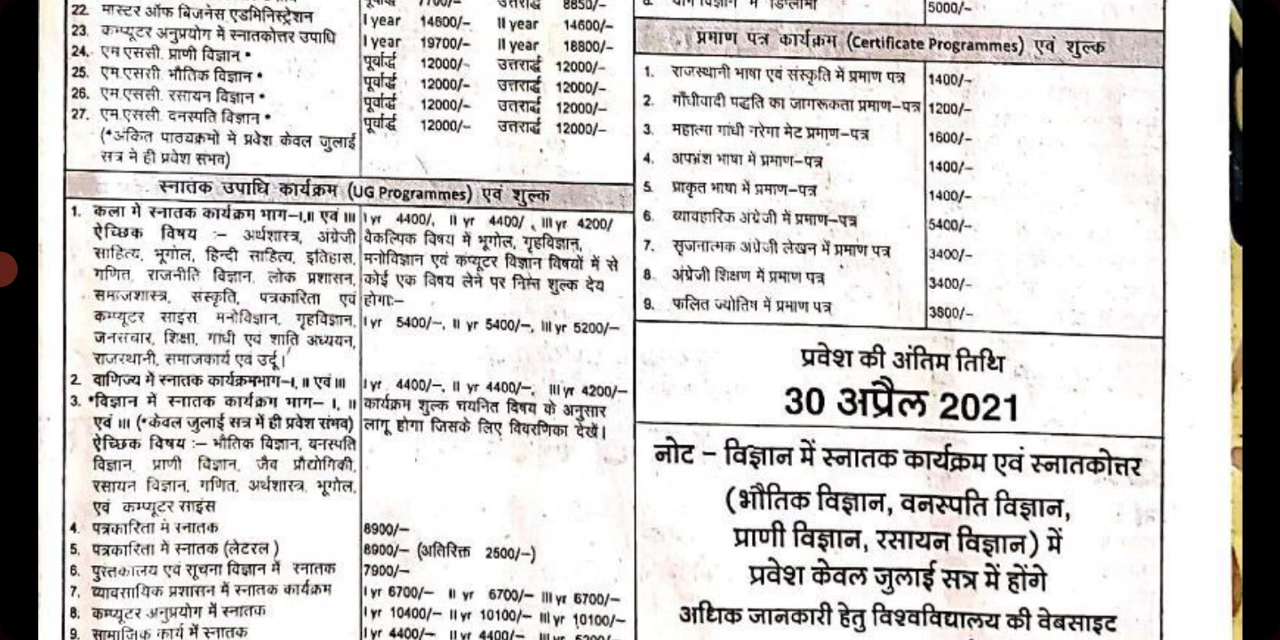 7700/- उत्तरार्द्ध 8850/-
22. मास्टर ऑफ बिजनेस एडमिनिस्ट्रेशन I year 14600/- II year 14600/-
23. कम्प्यूटर अनुप्रयोग में स्नातकोत्तर उपाधि I year 19700/- II year 18800/-
24. एम.एससी. प्राणी विज्ञान * पूर्वार्द्ध 12000/- उत्तरार्द्ध 12000/-
25. एम.एससी. भौतिक विज्ञान * पूर्वार्द्ध 12000/- उत्तरार्द्ध 12000/-
26. एम.एससी. रसायन विज्ञान * पूर्वार्द्ध 12000/- उत्तरार्द्ध 12000/-
27. एम.एससी. वनस्पति विज्ञान * पूर्वार्द्ध 12000/- उत्तरार्द्ध 12000/-
(*अंकित पाठ्यक्रमों में प्रवेश केवल जुलाई
सत्र में ही प्रवेश संभव)
स्नातक उपाधि कार्यक्रम (UG Programmes) एवं शुल्क
1. कला में स्नातक कार्यक्रम भाग-I,II एवं III
ऐच्छिक विषय :- अर्थशास्त्र, अंग्रेजी
साहित्य, भूगोल, हिन्दी साहित्य, इतिहास,
गणित, राजनीति विज्ञान, लोक प्रशासन,
समाजशास्त्र, संस्कृति, पत्रकारिता एवं
कम्प्यूटर साइंस मनोविज्ञान, गृहविज्ञान,
जनसंचार, शिक्षा, गांधी एवं शांति अध्ययन,
राजस्थानी, समाजकार्य एवं उर्दू।
I yr 4400/, II yr 4400/, III yr 4200/
वैकल्पिक विषय में भूगोल, गृहविज्ञान,
मनोविज्ञान एवं कंप्यूटर विज्ञान विषयों में से
कोई एक विषय लेने पर निम्न शुल्क देय
होगा:-
I yr 5400/-, II yr 5400/-, III yr 5200/-
2. वाणिज्य में स्नातक कार्यक्रमभाग-I, II एवं III I yr 4400/-, II yr 4400/-, III yr 4200/-
3. *विज्ञान में स्नातक कार्यक्रम भाग- I, II
एवं III (*केवल जुलाई सत्र में ही प्रवेश संभव)
ऐच्छिक विषय :- भौतिक विज्ञान, वनस्पति
विज्ञान, प्राणी विज्ञान, जैव प्रौद्योगिकी,
रसायन विज्ञान, गणित, अर्थशास्त्र, भूगोल,
एवं कम्प्यूटर साइंस
कार्यक्रम शुल्क चयनित विषय के अनुसार
लागू होगा जिसके लिए विवरणिका देखें।
4. पत्रकारिता में स्नातक 8900/-
5. पत्रकारिता में स्नातक (लेटरल) 8900/- (अतिरिक्त 2500/-)
6. पुस्तकालय एवं सूचना विज्ञान में स्नातक 7900/-
7. व्यावसायिक प्रशासन में स्नातक कार्यक्रम I yr 6700/- II yr 6700/- III yr 6700/-
8. कम्प्यूटर अनुप्रयोग में स्नातक I yr 10400/- II yr 10100/- III yr 10100/-
9. सामाजिक कार्य में स्नातक I yr 4400/- II yr 4400/-
योग विज्ञान में डिप्लोमा 5000/-
प्रमाण पत्र कार्यक्रम (Certificate Programmes) एवं शुल्क
1. राजस्थानी भाषा एवं संस्कृति में प्रमाण पत्र 1400/-
2. गाँधीयादी पद्धति का जागरूकता प्रमाण-पत्र 1200/-
3. महात्मा गांधी नरेगा मेट प्रमाण-पत्र 1600/-
4. अपभ्रंश भाषा में प्रमाण-पत्र 1400/-
5. प्राकृत भाषा में प्रमाण-पत्र 1400/-
6. व्यावहारिक अंग्रेजी में प्रमाण-पत्र 5400/-
7. सृजनात्मक अंग्रेजी लेखन में प्रमाण पत्र 3400/-
8. अंग्रेजी शिक्षण में प्रमाण पत्र 3400/-
9. फलित ज्योतिष में प्रमाण पत्र 3800/-
प्रवेश की अंतिम तिथि
30 अप्रैल 2021
नोट - विज्ञान में स्नातक कार्यक्रम एवं स्नातकोत्तर
(भौतिक विज्ञान, वनस्पति विज्ञान,
प्राणी विज्ञान, रसायन विज्ञान) में
प्रवेश केवल जुलाई सत्र में होंगे
अधिक जानकारी हेतु विश्वविद्यालय की वेबसाइट